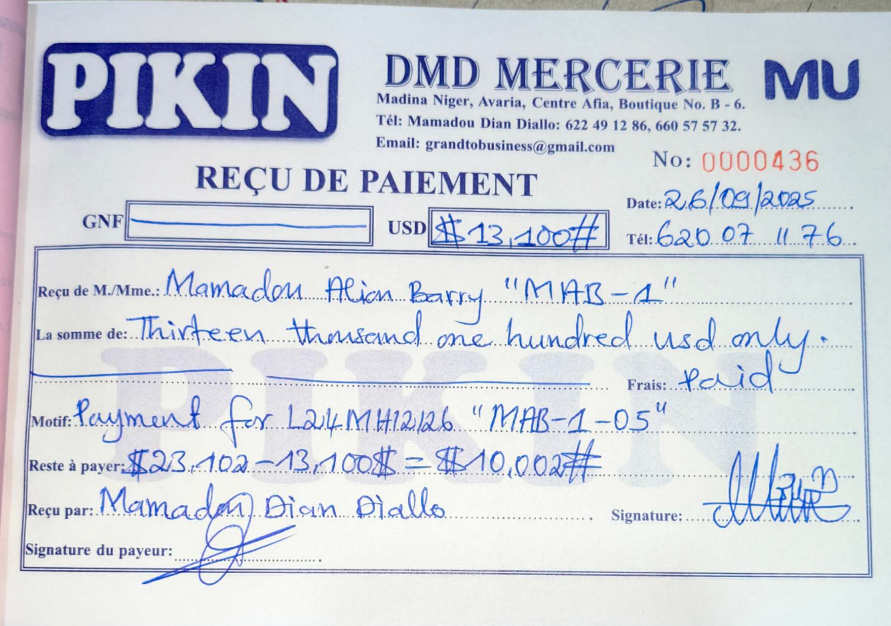 PIKIN
DMD MERCERIE
MU
Madina Niger, Avaria, Centre Afia, Boutique No. B - 6.
Tél: Mamadou Dian Diallo: 622 49 12 86, 660 57 57 32.
Email: grandtobusiness@gmail.com
No: 0000436
REÇU DE PAIEMENT
Date: 26/09/2025
GNF USD $13,100#
Tél: 620 07 11 76
Reçu de M./Mme.: Mamadou Alion Barry "MAB-1"
La somme de: Thirteen thousand one hundred usd only.
Frais: Paid
Motif: Payment for L24MH12126 "MAB-1-05"
Reste à payer: $23,102-13,100$ = $10,002#
Reçu par: Mamadou Dian Diallo Signature:
Signature du payeur:
PIKIN